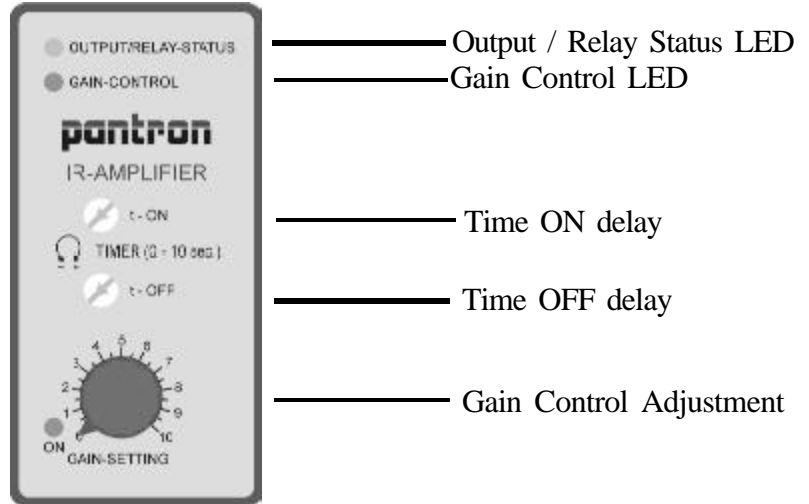 OUTPUT/RELAY-STATUS
Output / Relay Status LED
GAIN-CONTROL
Gain Control LED
pantron
IR-AMPLIFIER
t - ON
Time ON delay
TIMER (0 - 10 sec.)
t - OFF
Time OFF delay
0 1 2 3 4 5 6 7 8 9 10
Gain Control Adjustment
ON
GAIN-SETTING